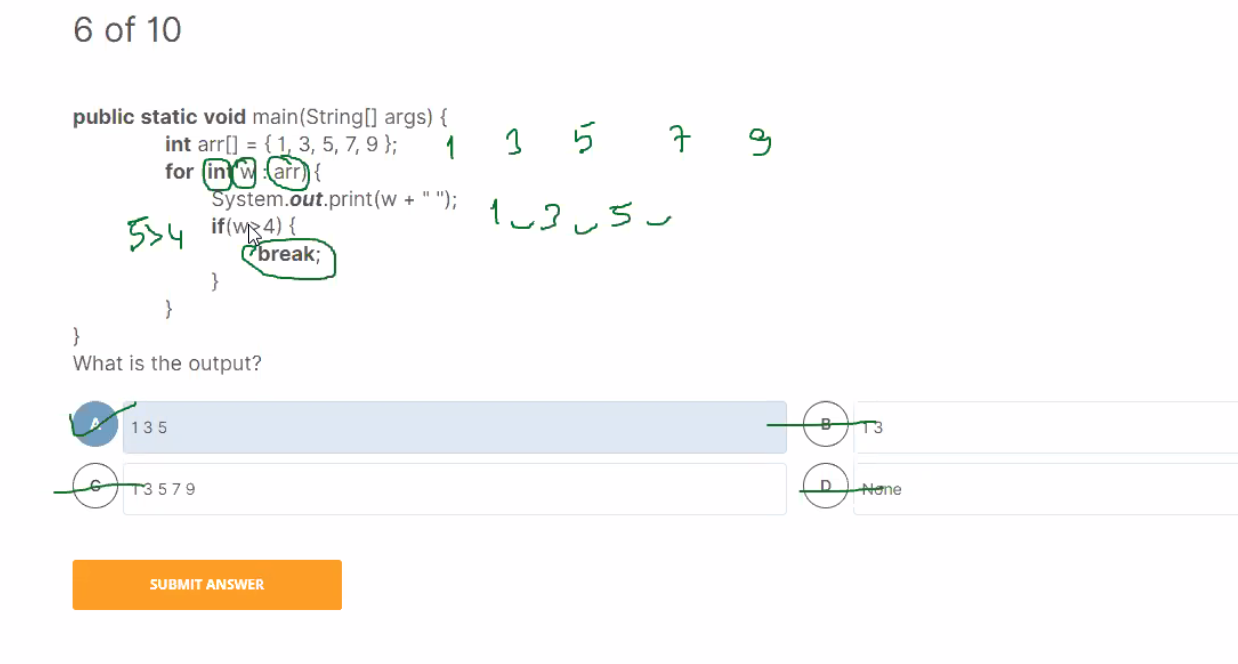 6 of 10
public static void main(String[] args) {
int arr[] = { 1, 3, 5, 7, 9 }; 1 3 5 7 9
for (int w : arr) {
System.out.print(w + " "); 1 3 5
5>4 if(w>4) {
break;
}
}
}
What is the output?
A 1 3 5
B 1 3
C 1 3 5 7 9
D None
SUBMIT ANSWER